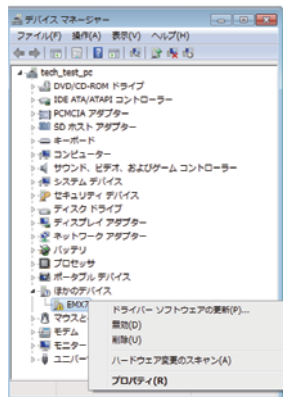 デバイス マネージャー
ファイル(F) 操作(A) 表示(V) ヘルプ(H)
tech_test_pc
DVD/CD-ROM ドライブ
IDE ATA/ATAPI コントローラー
PCMCIA アダプター
SD ホスト アダプター
キーボード
コンピューター
サウンド、ビデオ、およびゲーム コントローラー
システム デバイス
セキュリティ デバイス
ディスク ドライブ
ディスプレイ アダプター
ネットワーク アダプター
バッテリ
プロセッサ
ポータブル デバイス
ほかのデバイス
EMX7
ドライバー ソフトウェアの更新(P)...
マウスと
無効(D)
モデム
削除(U)
モニター
ユニバー
ハードウェア変更のスキャン(A)
プロパティ(R)